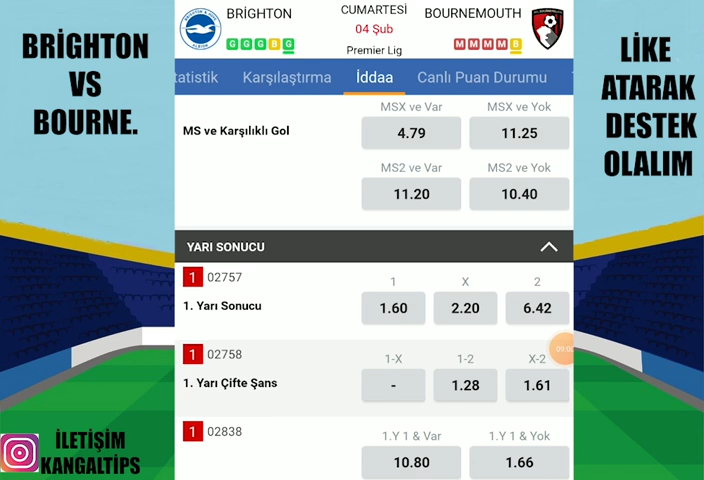 BRİGHTON
VS
BOURNE.
BRİGHTON
G G G B G
CUMARTESİ
04 Şub
Premier Lig
BOURNEMOUTH
M M M M B
LİKE
ATARAK
DESTEK
OLALIM
tatistik Karşılaştırma İddaa Canlı Puan Durumu
MS ve Karşılıklı Gol
MSX ve Var MSX ve Yok
4.79 11.25
MS2 ve Var MS2 ve Yok
11.20 10.40
YARI SONUCU
1 02757
1. Yarı Sonucu
1 X 2
1.60 2.20 6.42
09:00
1 02758
1. Yarı Çifte Şans
1-X 1-2 X-2
- 1.28 1.61
1 02838
1.Y 1 & Var 1.Y 1 & Yok
10.80 1.66
İLETİŞİM
KANGALTİPS